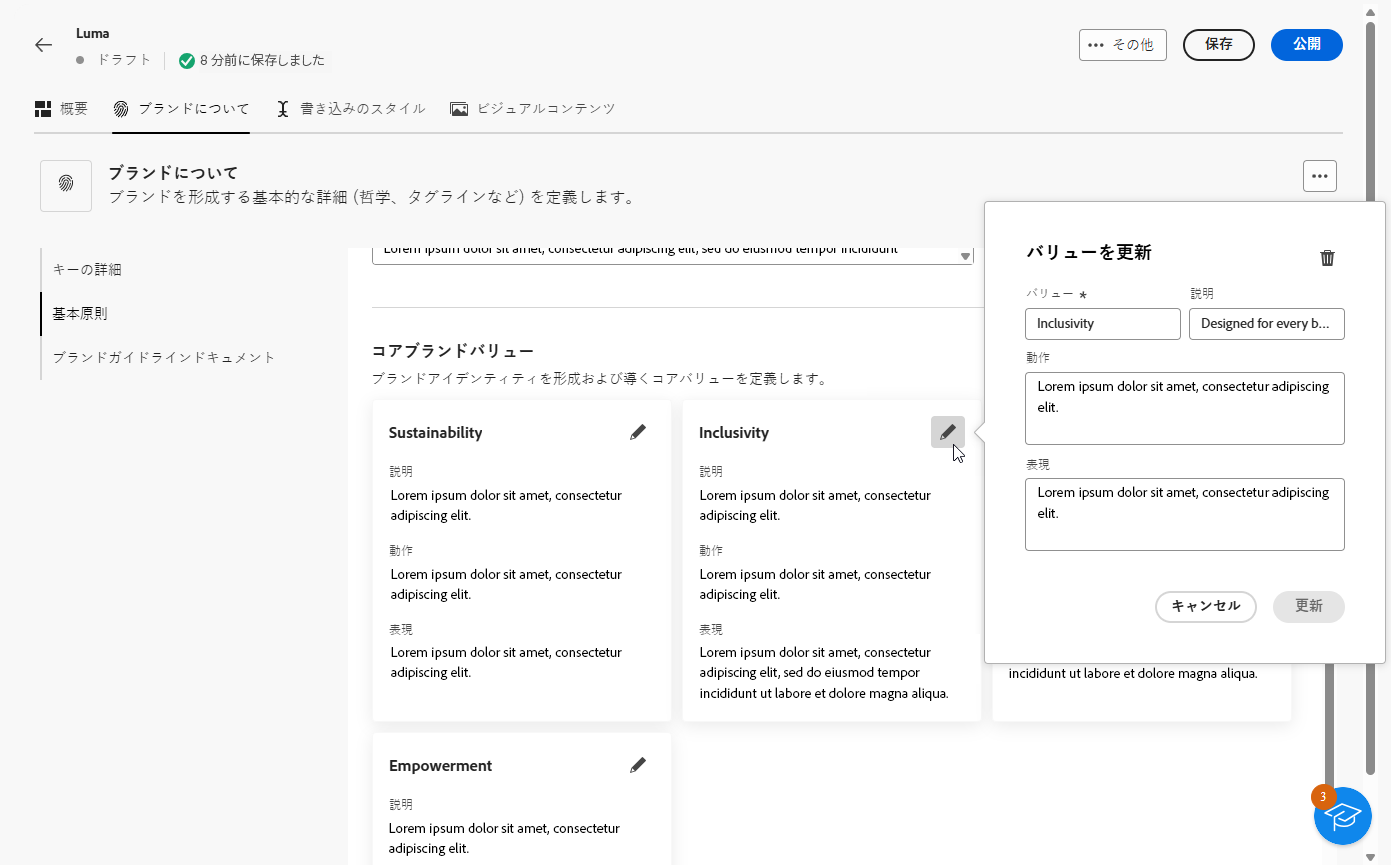 Luma
ドラフト
8 分前に保存しました
••• その他
保存
公開
概要
ブランドについて
書き込みのスタイル
ビジュアルコンテンツ
ブランドについて
ブランドを形成する基本的な詳細 (哲学、タグラインなど) を定義します。
キーの詳細
基本原則
ブランドガイドラインドキュメント
Lorem ipsum dolor sit amet, consectetur adipiscing elit, sed do eiusmod tempor incididunt
コアブランドバリュー
ブランドアイデンティティを形成および導くコアバリューを定義します。
Sustainability
説明
Lorem ipsum dolor sit amet, consectetur
adipiscing elit.
動作
Lorem ipsum dolor sit amet, consectetur
adipiscing elit.
表現
Lorem ipsum dolor sit amet, consectetur
adipiscing elit.
Inclusivity
説明
Lorem ipsum dolor sit amet, consectetur
adipiscing elit.
動作
Lorem ipsum dolor sit amet, consectetur
adipiscing elit.
表現
Lorem ipsum dolor sit amet, consectetur
adipiscing elit, sed do eiusmod tempor
incididunt ut labore et dolore magna aliqua.
incididunt ut labore et dolore magna aliqua.
Empowerment
説明
Lorem ipsum dolor sit amet, consectetur
adipiscing elit.
バリューを更新
バリュー *
説明
Inclusivity
Designed for every b...
動作
Lorem ipsum dolor sit amet, consectetur adipiscing
elit.
表現
Lorem ipsum dolor sit amet, consectetur adipiscing
elit.
キャンセル
更新
3